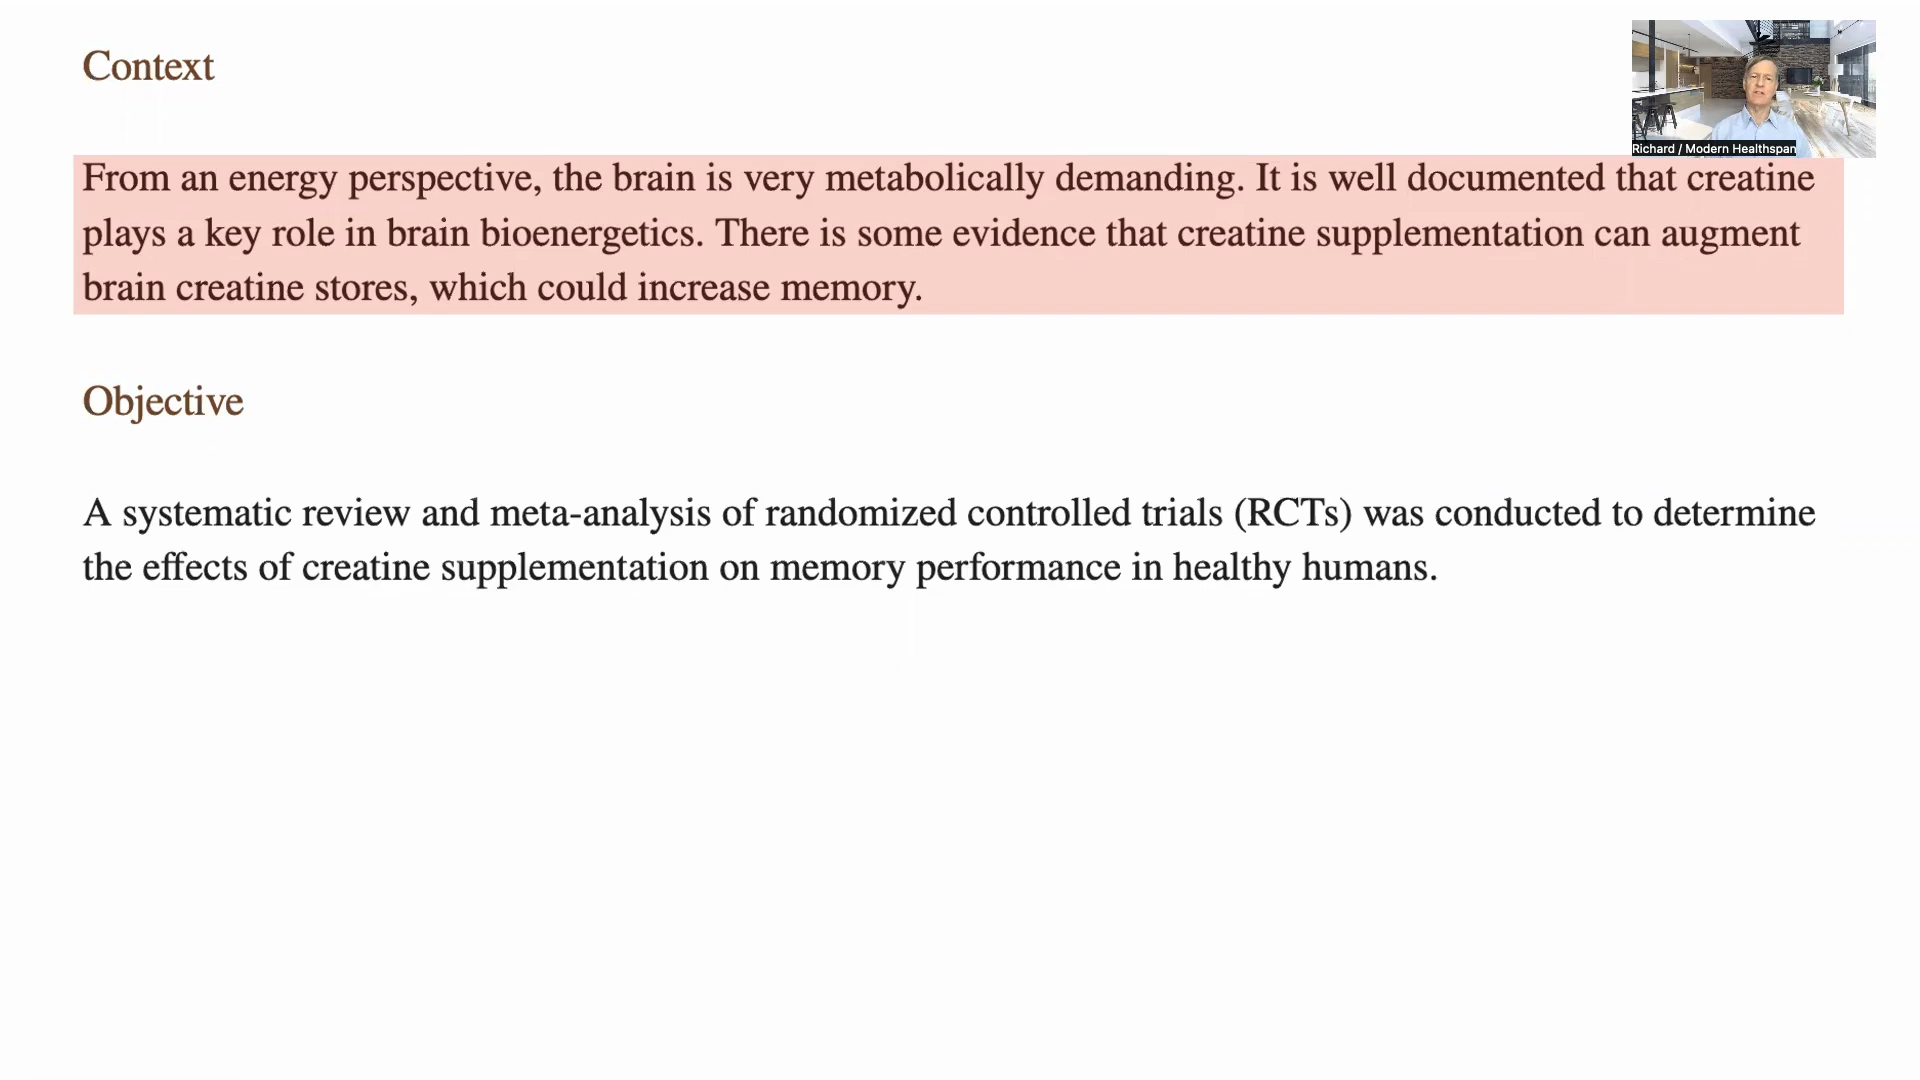 Context
Richard / Modern Healthspan
From an energy perspective, the brain is very metabolically demanding. It is well documented that creatine
plays a key role in brain bioenergetics. There is some evidence that creatine supplementation can augment
brain creatine stores, which could increase memory.
Objective
A systematic review and meta-analysis of randomized controlled trials (RCTs) was conducted to determine
the effects of creatine supplementation on memory performance in healthy humans.